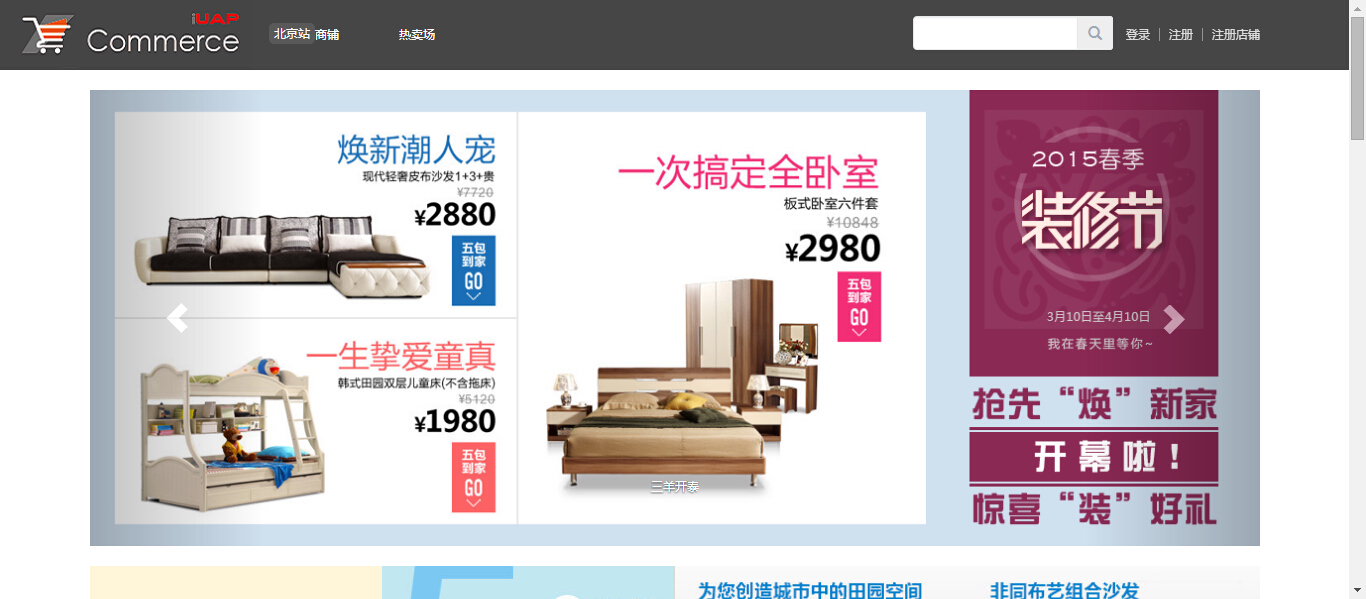 iUAP
Commerce
北京站 商铺
热卖场
登录 | 注册 | 注册店铺
焕新潮人宠
现代轻奢皮布沙发1+3+贵
¥7720
¥2880
五包
到家
GO
一生挚爱童真
韩式田园双层儿童床(不含拖床)
¥5120
¥1980
五包
到家
GO
一次搞定全卧室
板式卧室六件套
¥10848
¥2980
五包
到家
GO
三羊开泰
2015春季
装修节
3月10日至4月10日
我在春天里等你~
抢先“焕”新家
开幕啦！
惊喜“装”好礼
为您创造城市中的田园空间
非同布艺组合沙发